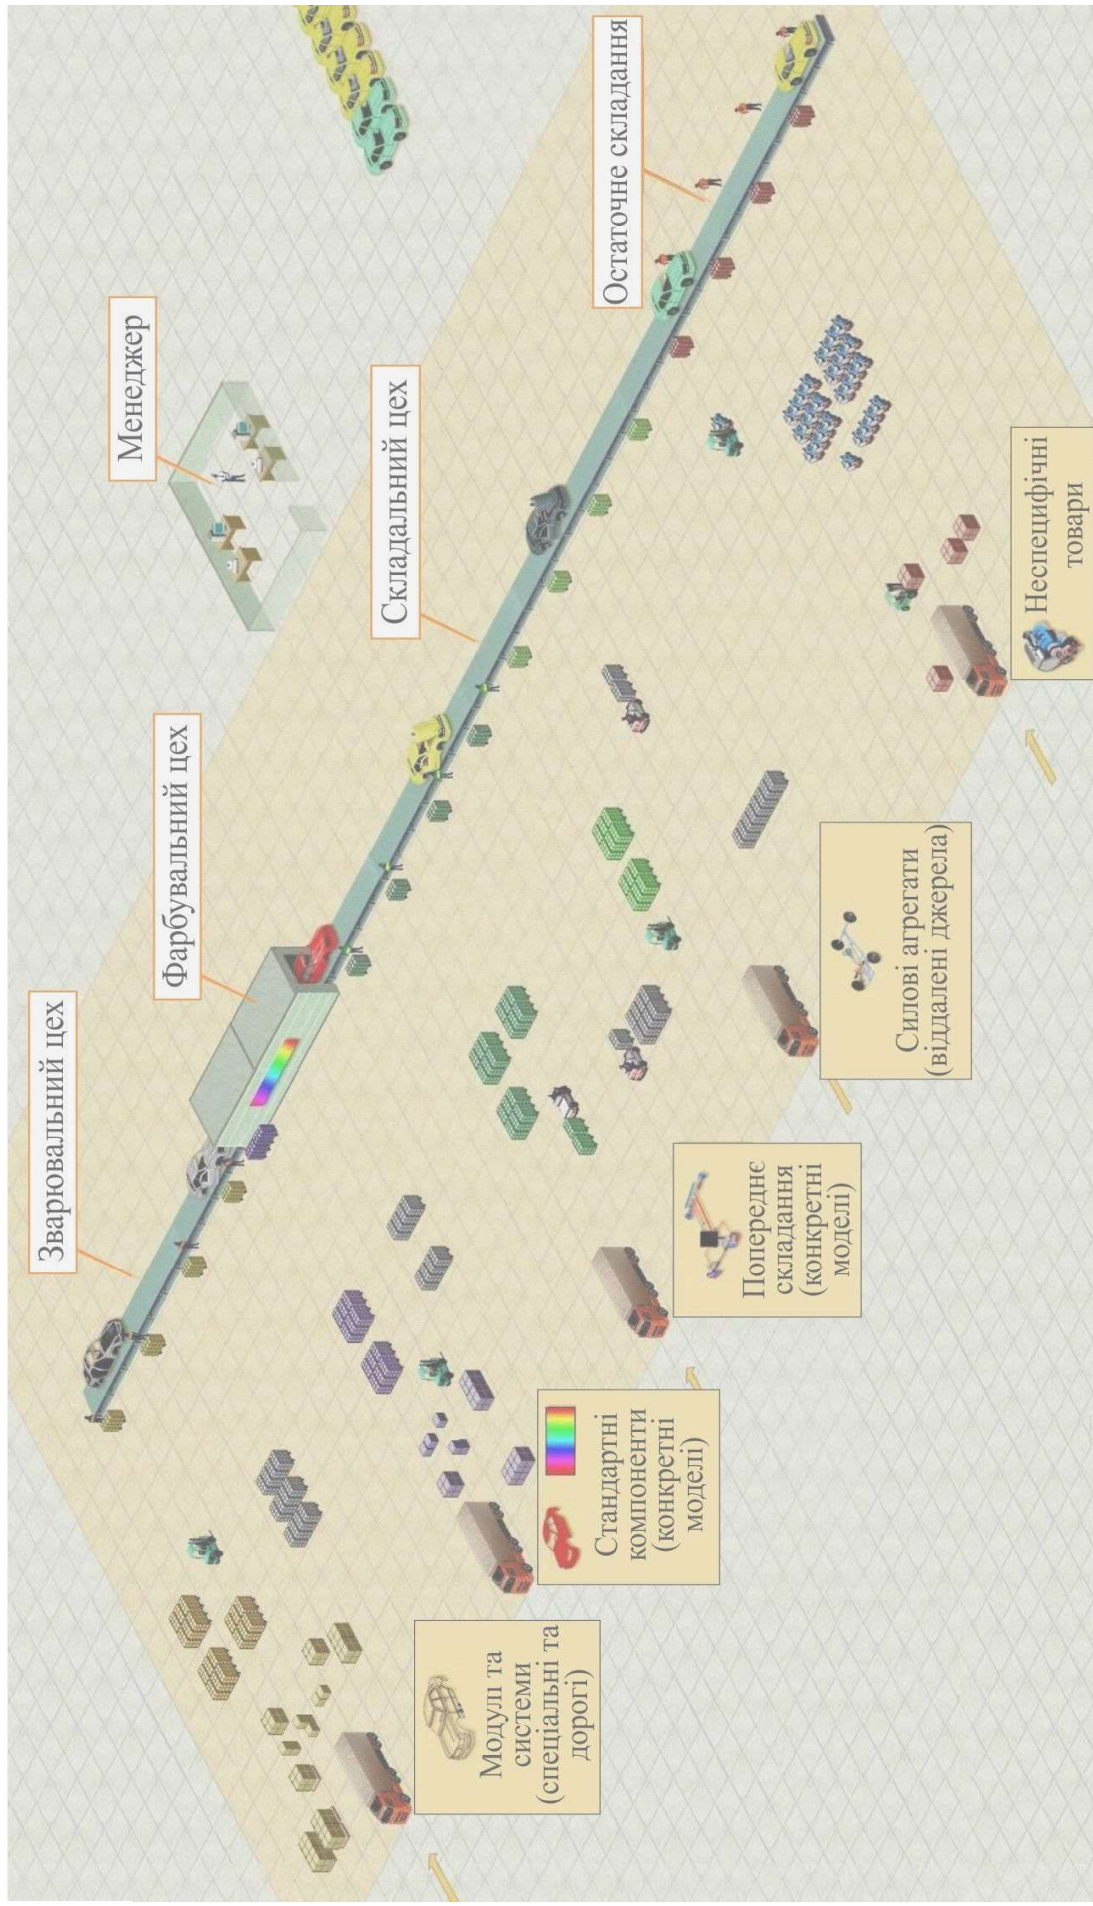 Зварювальний цех
Фарбувальний цех
Складальний цех
Менеджер
Остаточне складання
Модулі та
системи
(спеціальні та
дорогі)
Стандартні
компоненти
(конкретні
моделі)
Попереднє
складання
(конкретні
моделі)
Силові агрегати
(віддалені джерела)
Неспецифічні
товари